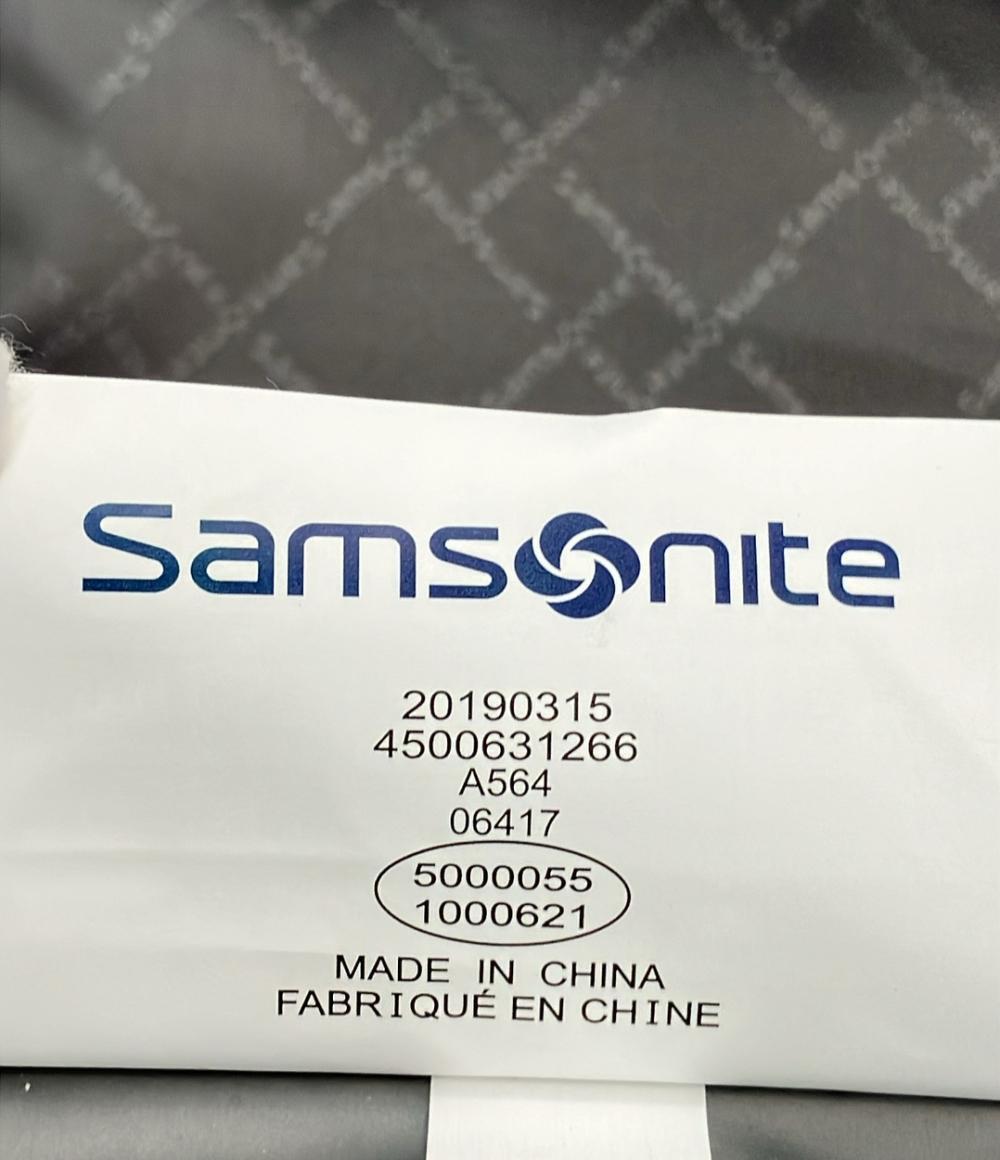 Samsonite
20190315
4500631266
A564
06417
5000055
1000621
MADE IN CHINA
FABRIQUÉ EN CHINE